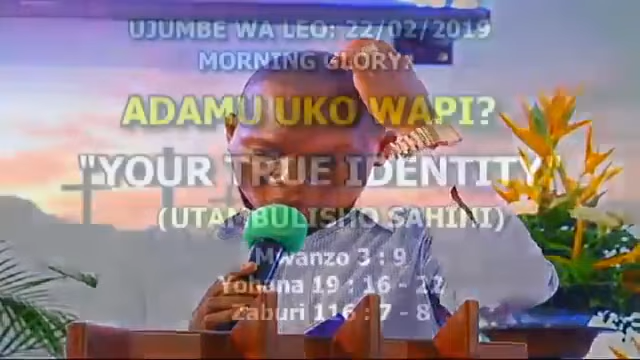 UJUMBE WA LEO: 22/02/2019
MORNING GLORY:
ADAMU UKO WAPI?
"YOUR TRUE IDENTITY"
(UTAMBULISHO SAHIHI)
Mwanzo 3 : 9
Yohana 19 : 16 - 22
Zaburi 116 : 7 - 8